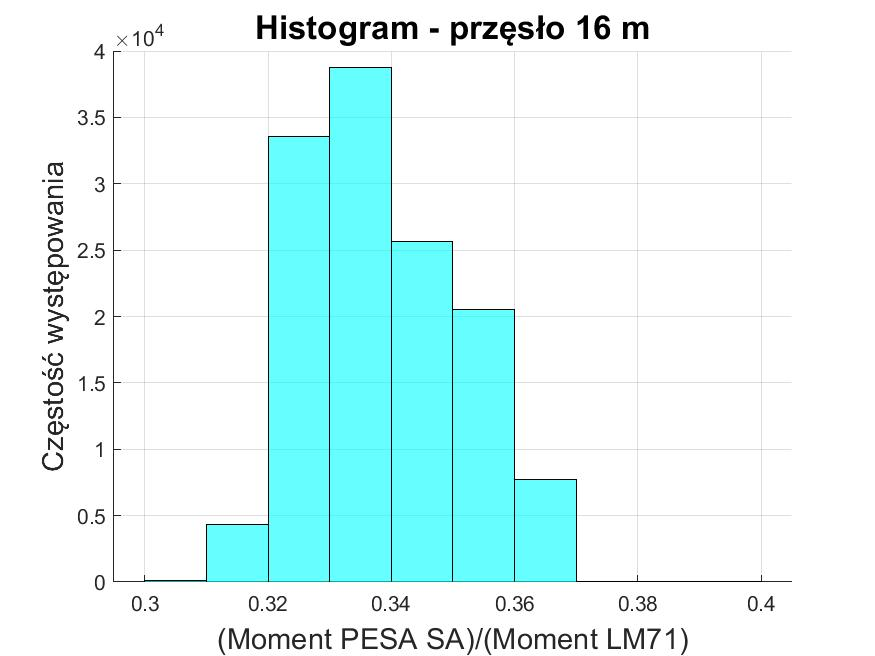 Histogram - przęsło 16 m
×10⁴
4
3.5
3
2.5
2
1.5
1
0.5
0
Częstość występowania
0.3 0.32 0.34 0.36 0.38 0.4
(Moment PESA SA)/(Moment LM71)